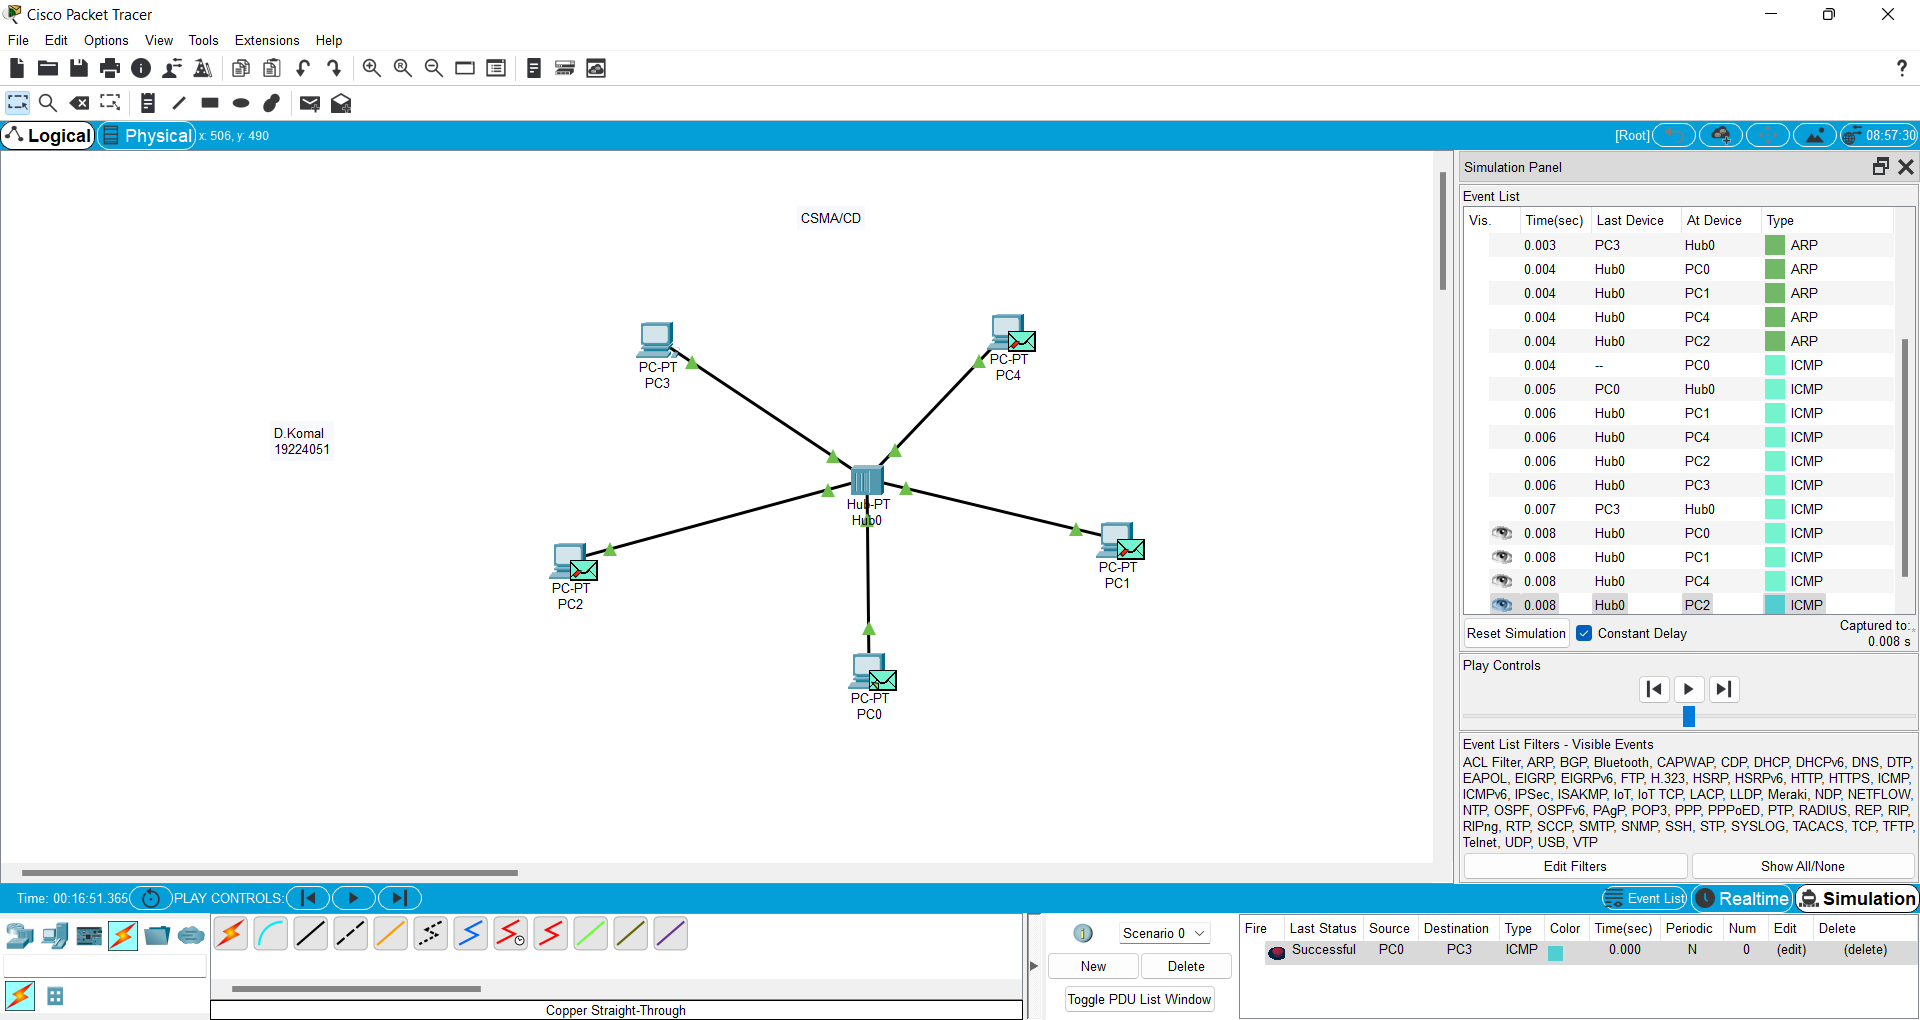 Cisco Packet Tracer
File Edit Options View Tools Extensions Help
?
Logical Physical x: 506, y: 490 [Root] 08:57:30
CSMA/CD
PC-PT
PC3
PC-PT
PC4
D.Komal
19224051
Hub-PT
Hub0
PC-PT
PC1
PC-PT
PC2
PC-PT
PC0
Simulation Panel
Event List
Vis. Time(sec) Last Device At Device Type
0.003 PC3 Hub0 ARP
0.004 Hub0 PC0 ARP
0.004 Hub0 PC1 ARP
0.004 Hub0 PC4 ARP
0.004 Hub0 PC2 ARP
0.004 -- PC0 ICMP
0.005 PC0 Hub0 ICMP
0.006 Hub0 PC1 ICMP
0.006 Hub0 PC4 ICMP
0.006 Hub0 PC2 ICMP
0.006 Hub0 PC3 ICMP
0.007 PC3 Hub0 ICMP
0.008 Hub0 PC0 ICMP
0.008 Hub0 PC1 ICMP
0.008 Hub0 PC4 ICMP
0.008 Hub0 PC2 ICMP
Reset Simulation Constant Delay Captured to:
0.008 s
Play Controls
Event List Filters - Visible Events
ACL Filter, ARP, BGP, Bluetooth, CAPWAP, CDP, DHCP, DHCPv6, DNS, DTP,
EAPOL, EIGRP, EIGRPv6, FTP, H.323, HSRP, HSRPv6, HTTP, HTTPS, ICMP,
ICMPv6, IPSec, ISAKMP, IoT, IoT TCP, LACP, LLDP, Meraki, NDP, NETFLOW,
NTP, OSPF, OSPFv6, PAgP, POP3, PPP, PPPoED, PTP, RADIUS, REP, RIP,
RIPng, RTP, SCCP, SMTP, SNMP, SSH, STP, SYSLOG, TACACS, TCP, TFTP,
Telnet, UDP, USB, VTP
Edit Filters Show All/None
Time: 00:16:51.365 PLAY CONTROLS: Event List Realtime Simulation
Scenario 0
New Delete
Toggle PDU List Window
Fire Last Status Source Destination Type Color Time(sec) Periodic Num Edit Delete
Successful PC0 PC3 ICMP 0.000 N 0 (edit) (delete)
Copper Straight-Through